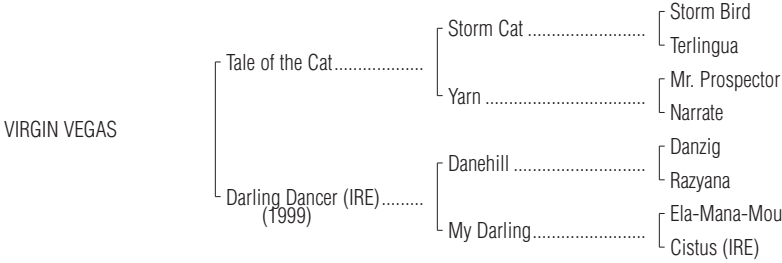 Storm Bird
Storm Cat ..........................
Terlingua
Tale of the Cat...................
Mr. Prospector
Yarn ..................................
Narrate
VIRGIN VEGAS
Danzig
Danehill ............................
Razyana
Darling Dancer (IRE).........
(1999)
Ela-Mana-Mou
My Darling........................
Cistus (IRE)